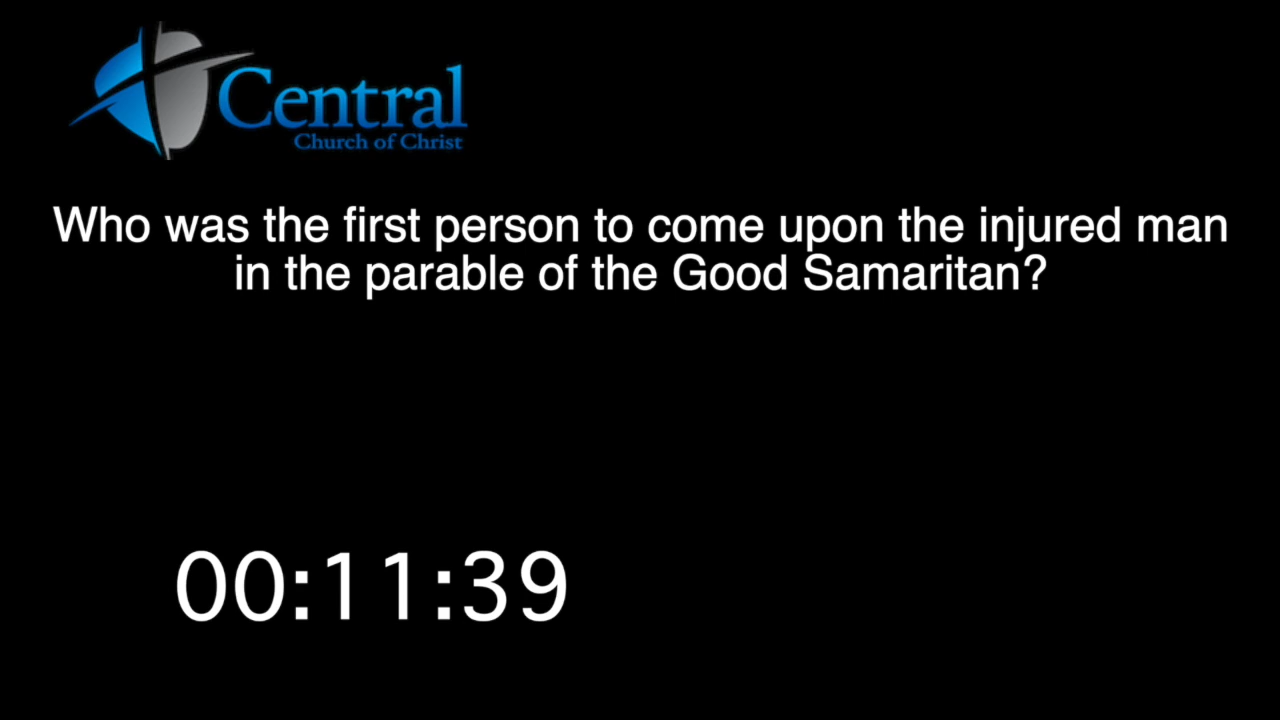 Central
Church of Christ
Who was the first person to come upon the injured man
in the parable of the Good Samaritan?
00:11:39